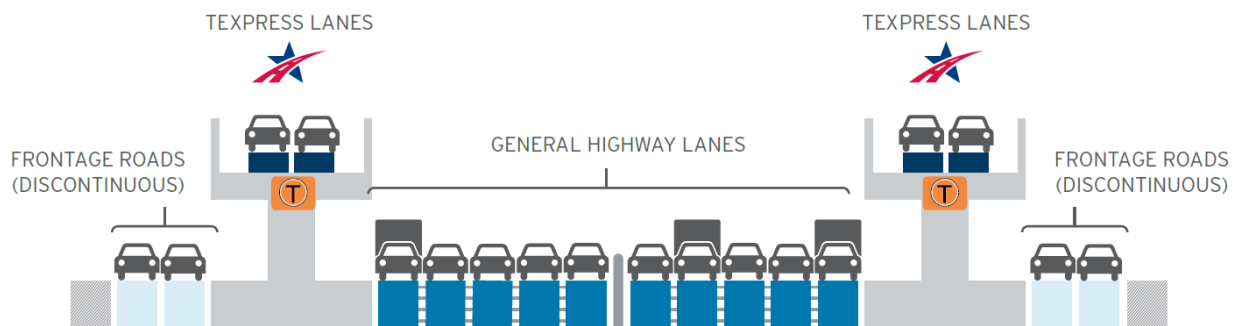 TEXPRESS LANES
TEXPRESS LANES
GENERAL HIGHWAY LANES
FRONTAGE ROADS
(DISCONTINUOUS)
FRONTAGE ROADS
(DISCONTINUOUS)
T
T